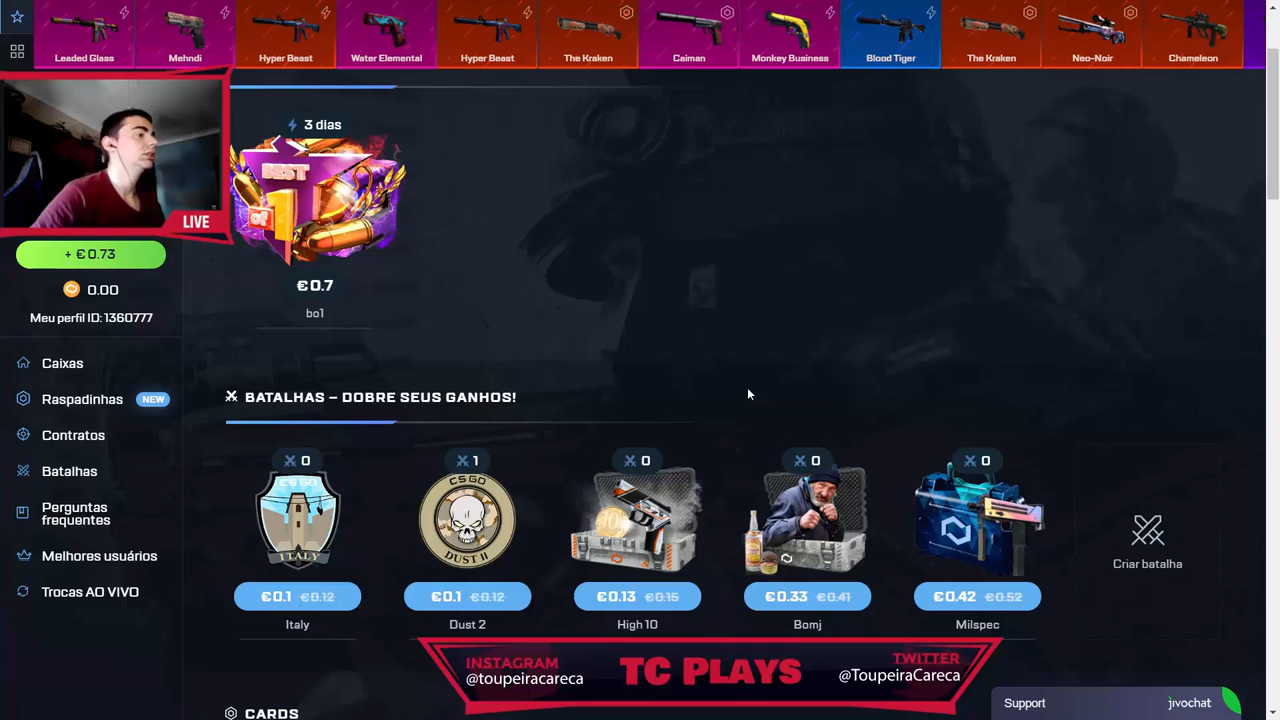 Leaded Glass
Mehndi
Hyper Beast
Water Elemental
Hyper Beast
The Kraken
Caiman
Monkey Business
Blood Tiger
The Kraken
Neo-Noir
Chameleon
LIVE
3 dias
BEST
of
€0.7
bo1
+ €0.73
0.00
Meu perfil ID: 1360777
Caixas
Raspadinhas NEW
Contratos
Batalhas
Perguntas
frequentes
Melhores usuários
Trocas AO VIVO
BATALHAS – DOBRE SEUS GANHOS!
0
1
0
0
0
CS GO
ITALY
CS GO
DUST II
Criar batalha
€0.1 €0.12
€0.1 €0.12
€0.13 €0.15
€0.33 €0.41
€0.42 €0.52
Italy
Dust 2
High 10
Bomj
Milspec
INSTAGRAM
@toupeiracareca
TC PLAYS
TWITTER
@ToupeiraCareca
CARDS
Support
jivochat